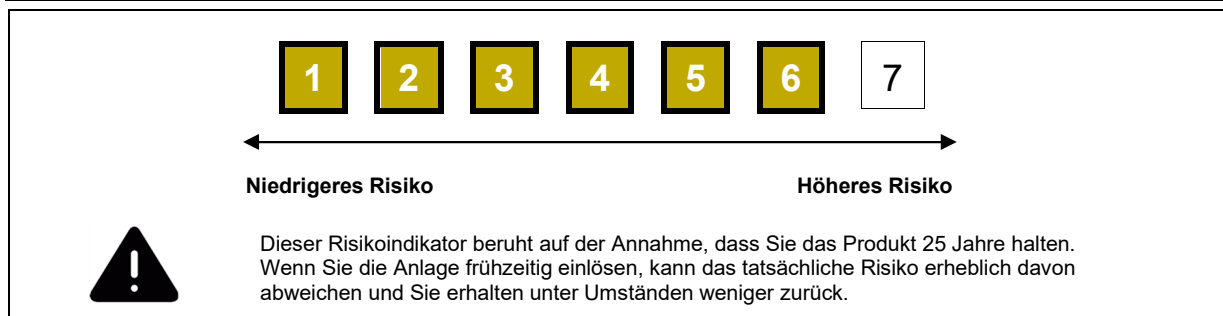 1 2 3 4 5 6 7
Niedrigeres Risiko Höheres Risiko
Dieser Risikoindikator beruht auf der Annahme, dass Sie das Produkt 25 Jahre halten.
Wenn Sie die Anlage frühzeitig einlösen, kann das tatsächliche Risiko erheblich davon
abweichen und Sie erhalten unter Umständen weniger zurück.